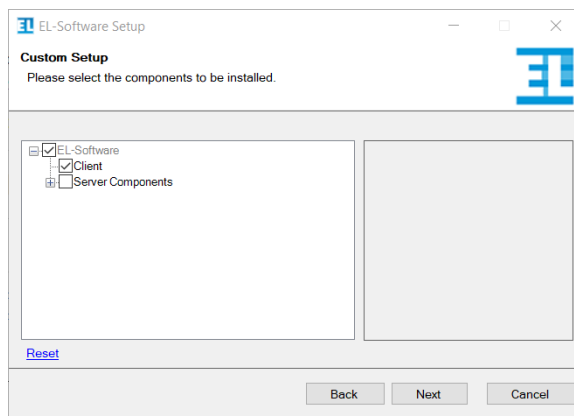 EL-Software Setup
Custom Setup
Please select the components to be installed.
EL-Software
Client
Server Components
Reset
Back Next Cancel